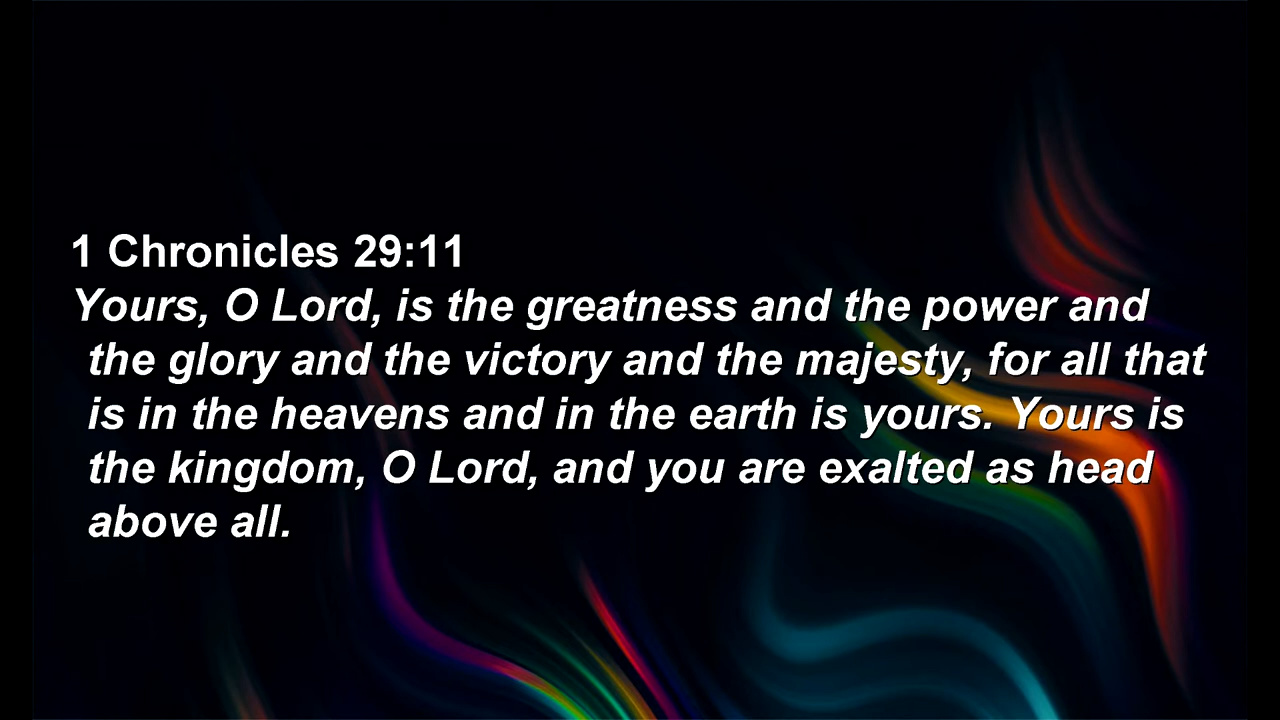 1 Chronicles 29:11
Yours, O Lord, is the greatness and the power and
the glory and the victory and the majesty, for all that
is in the heavens and in the earth is yours. Yours is
the kingdom, O Lord, and you are exalted as head
above all.